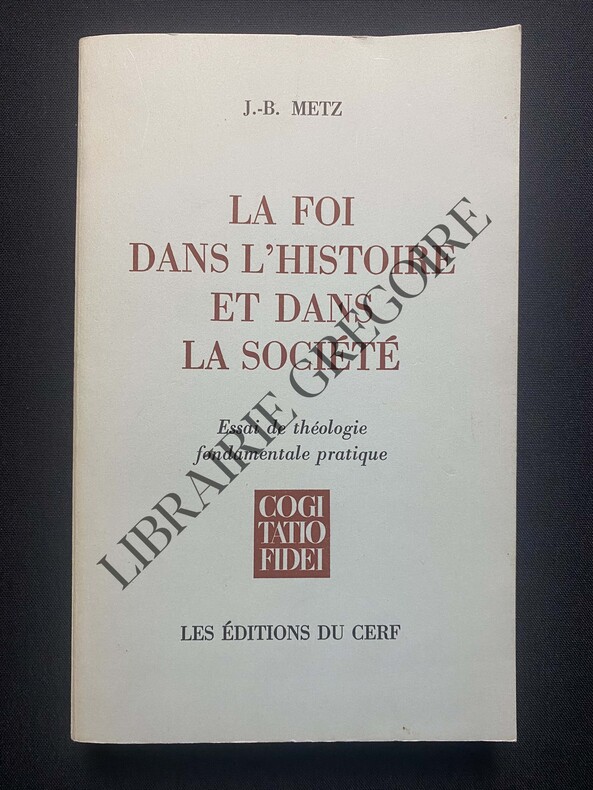 J.-B. METZ
LA FOI
DANS L'HISTOIRE
ET DANS
LA SOCIÉTÉ
Essai de théologie
fondamentale pratique
COGI
TATIO
FIDEI
LES ÉDITIONS DU CERF
LIBRAIRIE GRÉGOIRE